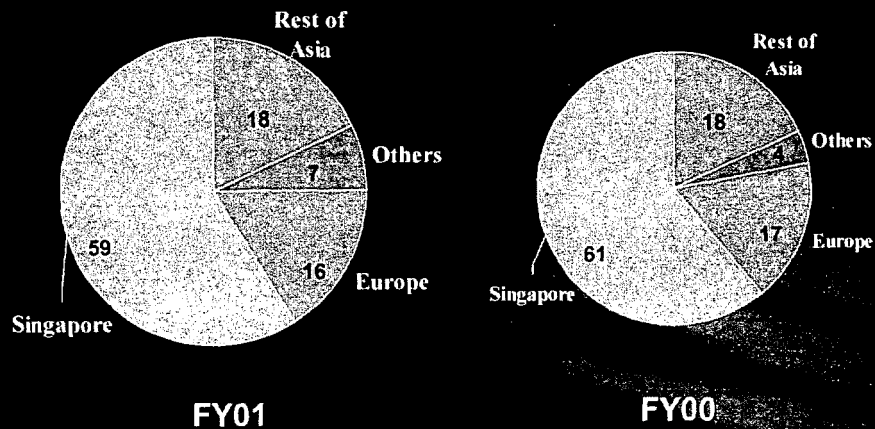 Rest of
Asia
18
Others
7
59
16
Europe
Singapore
FY01
Rest of
Asia
18
Others
4
17
Europe
61
Singapore
FY00